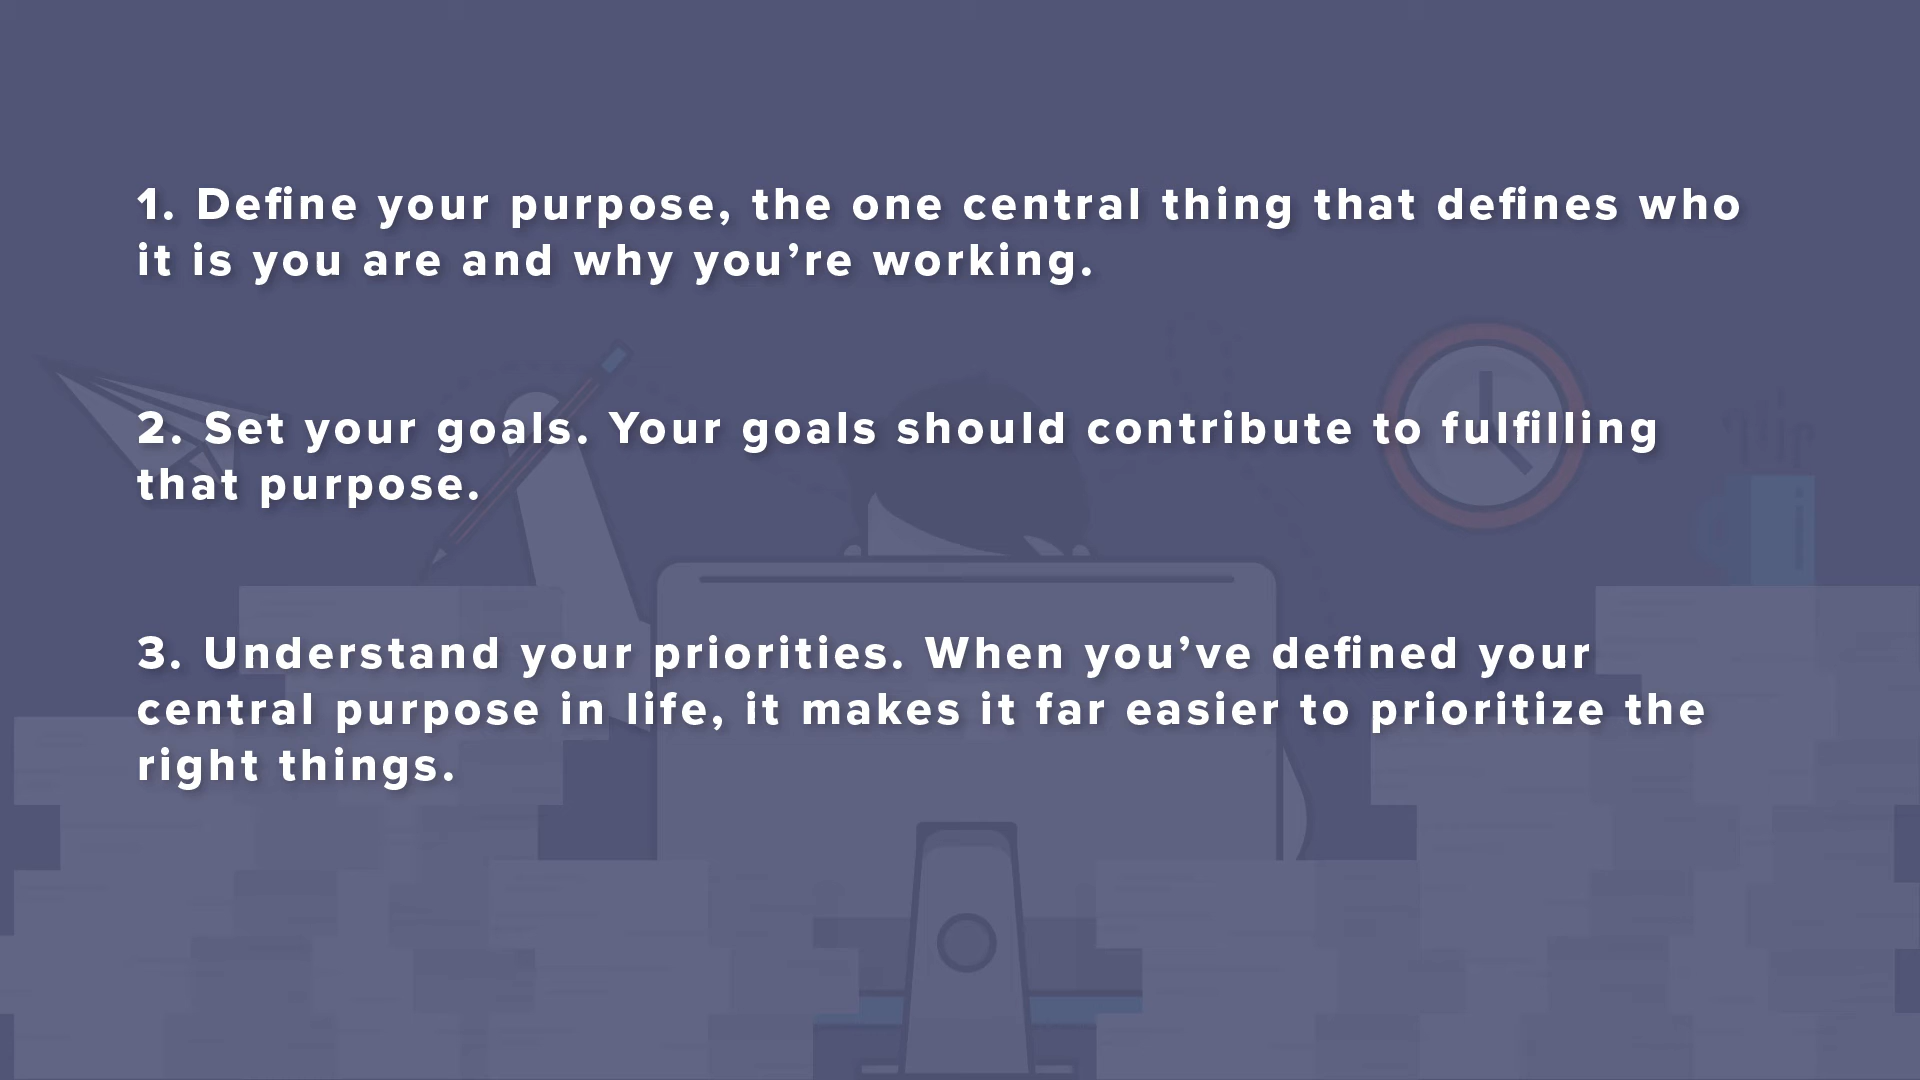 1. Define your purpose, the one central thing that defines who
it is you are and why you’re working.
2. Set your goals. Your goals should contribute to fulfilling
that purpose.
3. Understand your priorities. When you’ve defined your
central purpose in life, it makes it far easier to prioritize the
right things.